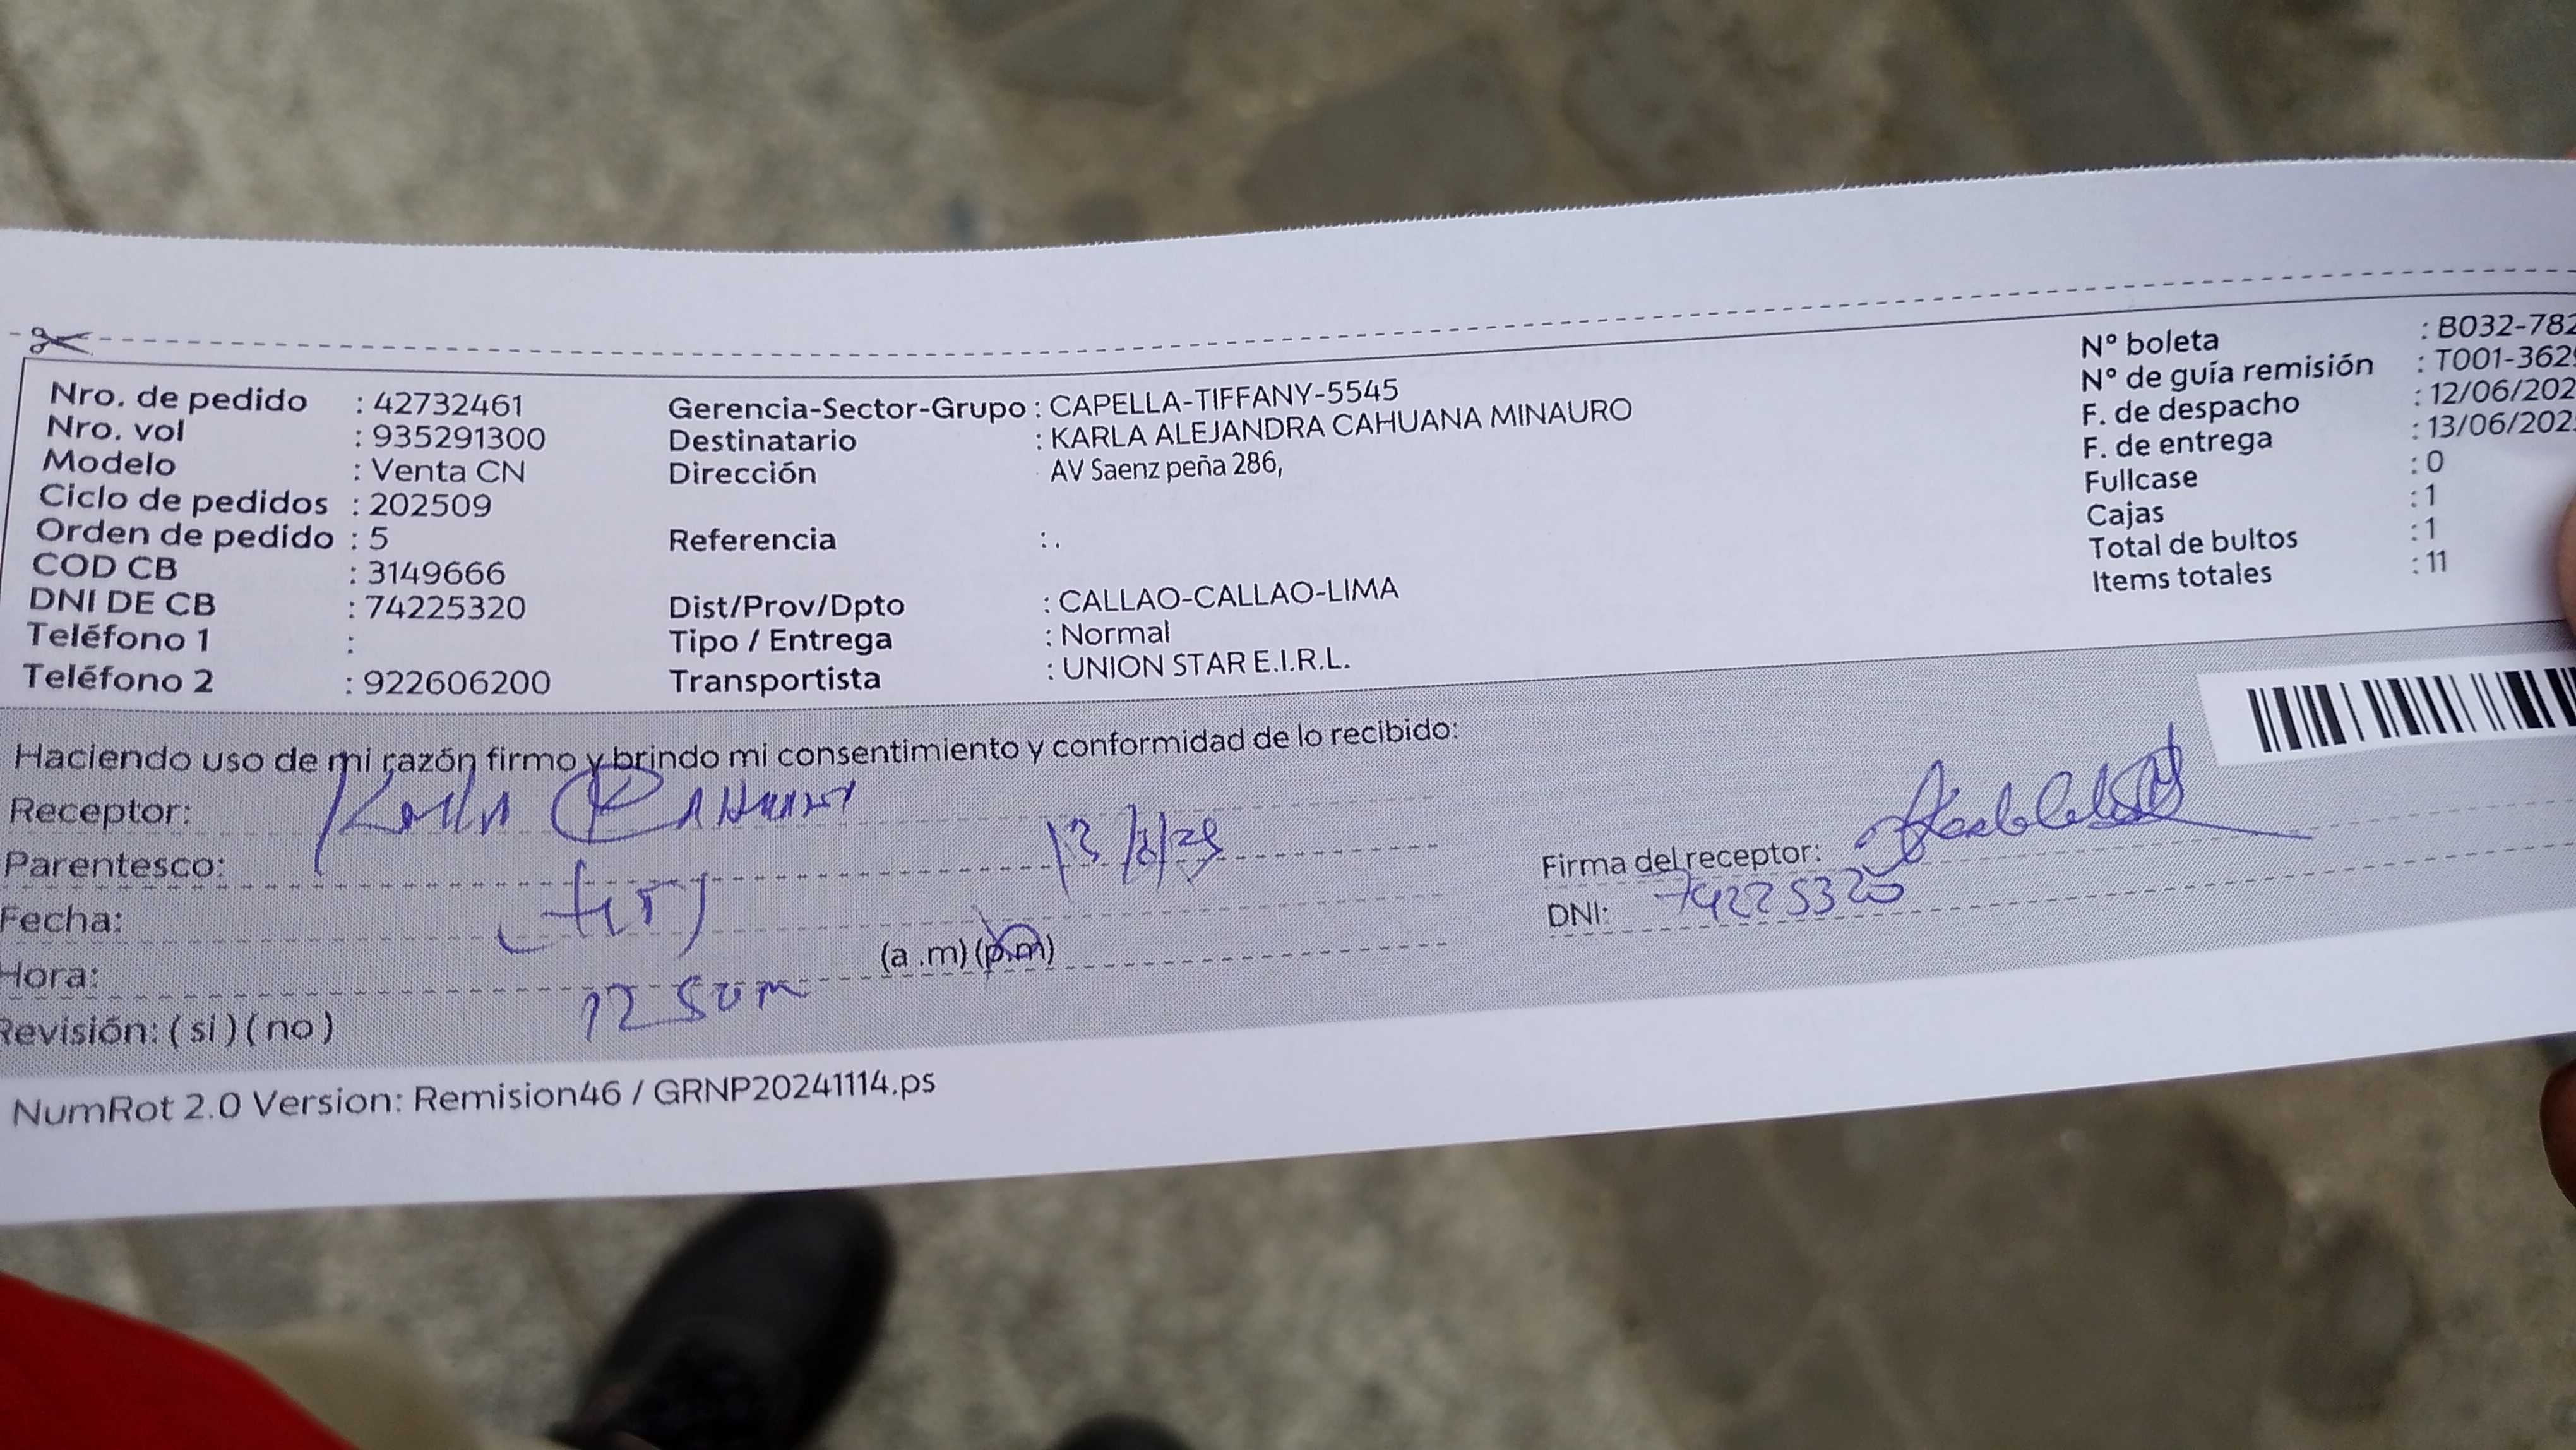 Nro. de pedido : 42732461
Nro. vol : 935291300
Modelo : Venta CN
Ciclo de pedidos : 202509
Orden de pedido : 5
COD CB : 3149666
DNI DE CB : 74225320
Teléfono 1 :
Teléfono 2 : 922606200
Gerencia-Sector-Grupo : CAPELLA-TIFFANY-5545
Destinatario : KARLA ALEJANDRA CAHUANA MINAURO
Dirección AV Saenz peña 286,
Referencia : .
Dist/Prov/Dpto : CALLAO-CALLAO-LIMA
Tipo / Entrega : Normal
Transportista : UNION STAR E.I.R.L.
Nº boleta : B032-782
Nº de guía remisión : T001-362
F. de despacho : 12/06/202
F. de entrega : 13/06/202
Fullcase : 0
Cajas : 1
Total de bultos : 1
Items totales : 11
Haciendo uso de mi razón firmo y brindo mi consentimiento y conformidad de lo recibido:
Receptor: Karla
Parentesco:
Fecha:
Hora: (a .m) (p.m)
Revisión: ( si ) ( no )
Firma del receptor:
DNI: 74225320
NumRot 2.0 Version: Remision46 / GRNP20241114.ps